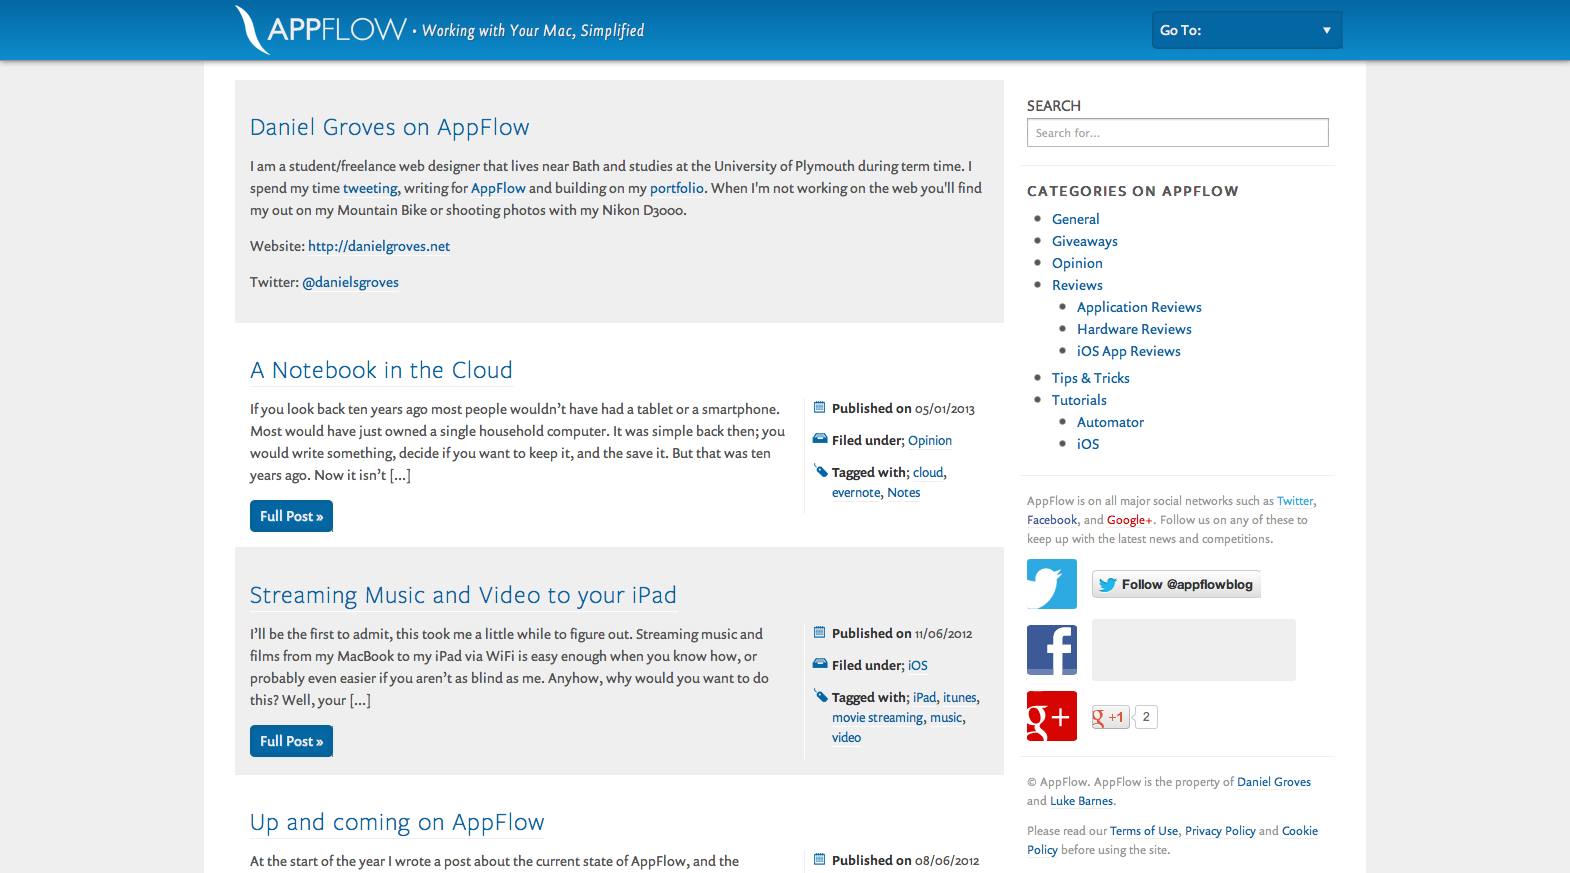 APPFLOW • Working with Your Mac, Simplified
Go To:
Daniel Groves on AppFlow
I am a student/freelance web designer that lives near Bath and studies at the University of Plymouth during term time. I
spend my time tweeting, writing for AppFlow and building on my portfolio. When I'm not working on the web you'll find
my out on my Mountain Bike or shooting photos with my Nikon D3000.
Website: http://danielgroves.net
Twitter: @danielsgroves
A Notebook in the Cloud
If you look back ten years ago most people wouldn’t have had a tablet or a smartphone.
Most would have just owned a single household computer. It was simple back then; you
would write something, decide if you want to keep it, and the save it. But that was ten
years ago. Now it isn’t [...]
Full Post »
Published on 05/01/2013
Filed under; Opinion
Tagged with; cloud,
evernote, Notes
Streaming Music and Video to your iPad
I’ll be the first to admit, this took me a little while to figure out. Streaming music and
films from my MacBook to my iPad via WiFi is easy enough when you know how, or
probably even easier if you aren’t as blind as me. Anyhow, why would you want to do
this? Well, your [...]
Full Post »
Published on 11/06/2012
Filed under; iOS
Tagged with; iPad, itunes,
movie streaming, music,
video
Up and coming on AppFlow
At the start of the year I wrote a post about the current state of AppFlow, and the
Published on 08/06/2012
SEARCH
Search for...
CATEGORIES ON APPFLOW
General
Giveaways
Opinion
Reviews
Application Reviews
Hardware Reviews
iOS App Reviews
Tips & Tricks
Tutorials
Automator
iOS
AppFlow is on all major social networks such as Twitter,
Facebook, and Google+. Follow us on any of these to
keep up with the latest news and competitions.
Follow @appflowblog
f
g+
g +1 2
© AppFlow. AppFlow is the property of Daniel Groves
and Luke Barnes.
Please read our Terms of Use, Privacy Policy and Cookie
Policy before using the site.